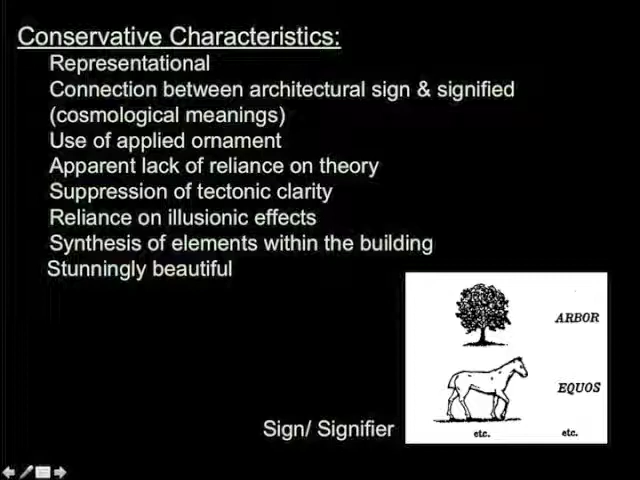 Conservative Characteristics:
Representational
Connection between architectural sign & signified
(cosmological meanings)
Use of applied ornament
Apparent lack of reliance on theory
Suppression of tectonic clarity
Reliance on illusionic effects
Synthesis of elements within the building
Stunningly beautiful
ARBOR
EQUOS
etc. etc.
Sign/ Signifier